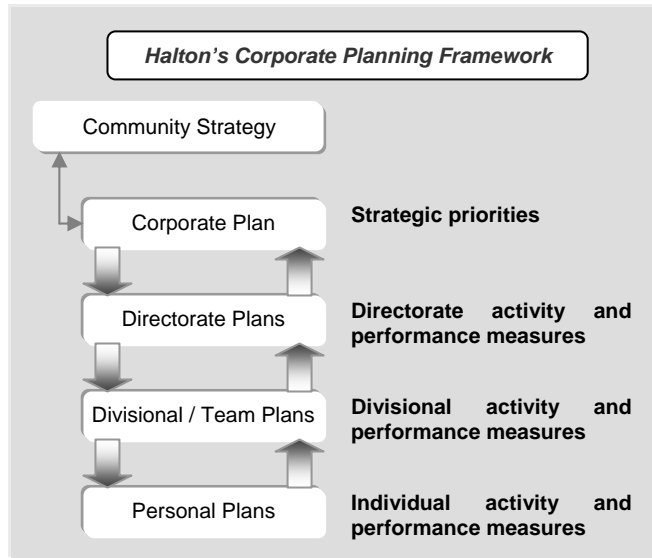 Halton's Corporate Planning Framework
Community Strategy
Corporate Plan
Strategic priorities
Directorate Plans
Directorate activity and
performance measures
Divisional / Team Plans
Divisional activity and
performance measures
Personal Plans
Individual activity and
performance measures